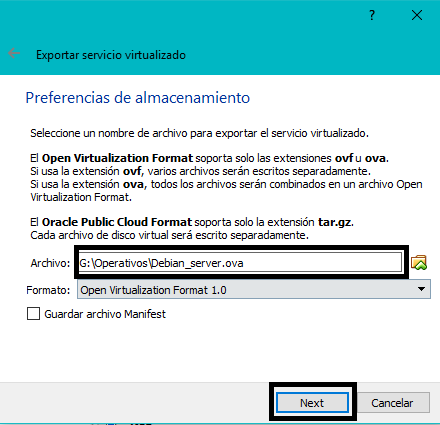 ?
Exportar servicio virtualizado
Preferencias de almacenamiento
Seleccione un nombre de archivo para exportar el servicio virtualizado.
El Open Virtualization Format soporta solo las extensiones ovf u ova.
Si usa la extensión ovf, varios archivos serán escritos separadamente.
Si usa la extensión ova, todos los archivos serán combinados en un archivo Open
Virtualization Format.
El Oracle Public Cloud Format soporta solo la extensión tar.gz.
Cada archivo de disco virtual será escrito separadamente.
Archivo: G:\Operativos\Debian_server.ova
Formato: Open Virtualization Format 1.0
Guardar archivo Manifest
Next Cancelar